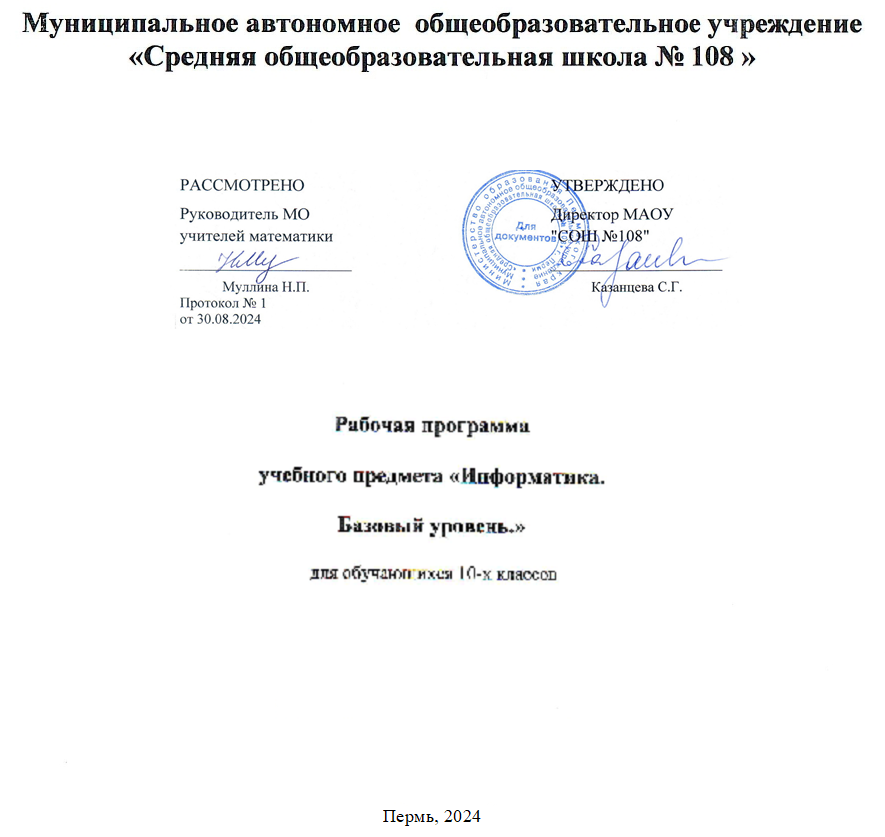 Муниципальное автономное общеобразовательное учреждение
«Средняя общеобразовательная школа № 108 »
РАССМОТРЕНО
Руководитель МО
учителей математики
Муллина Н.П.
Протокол № 1
от 30.08.2024
Для
документов
УТВЕРЖДЕНО
Директор МАОУ
"СОШ №108"
Казанцева С.Г.
Рабочая программа
учебного предмета «Информатика.
Базовый уровень.»
для обучающихся 10-х классов
Пермь, 2024